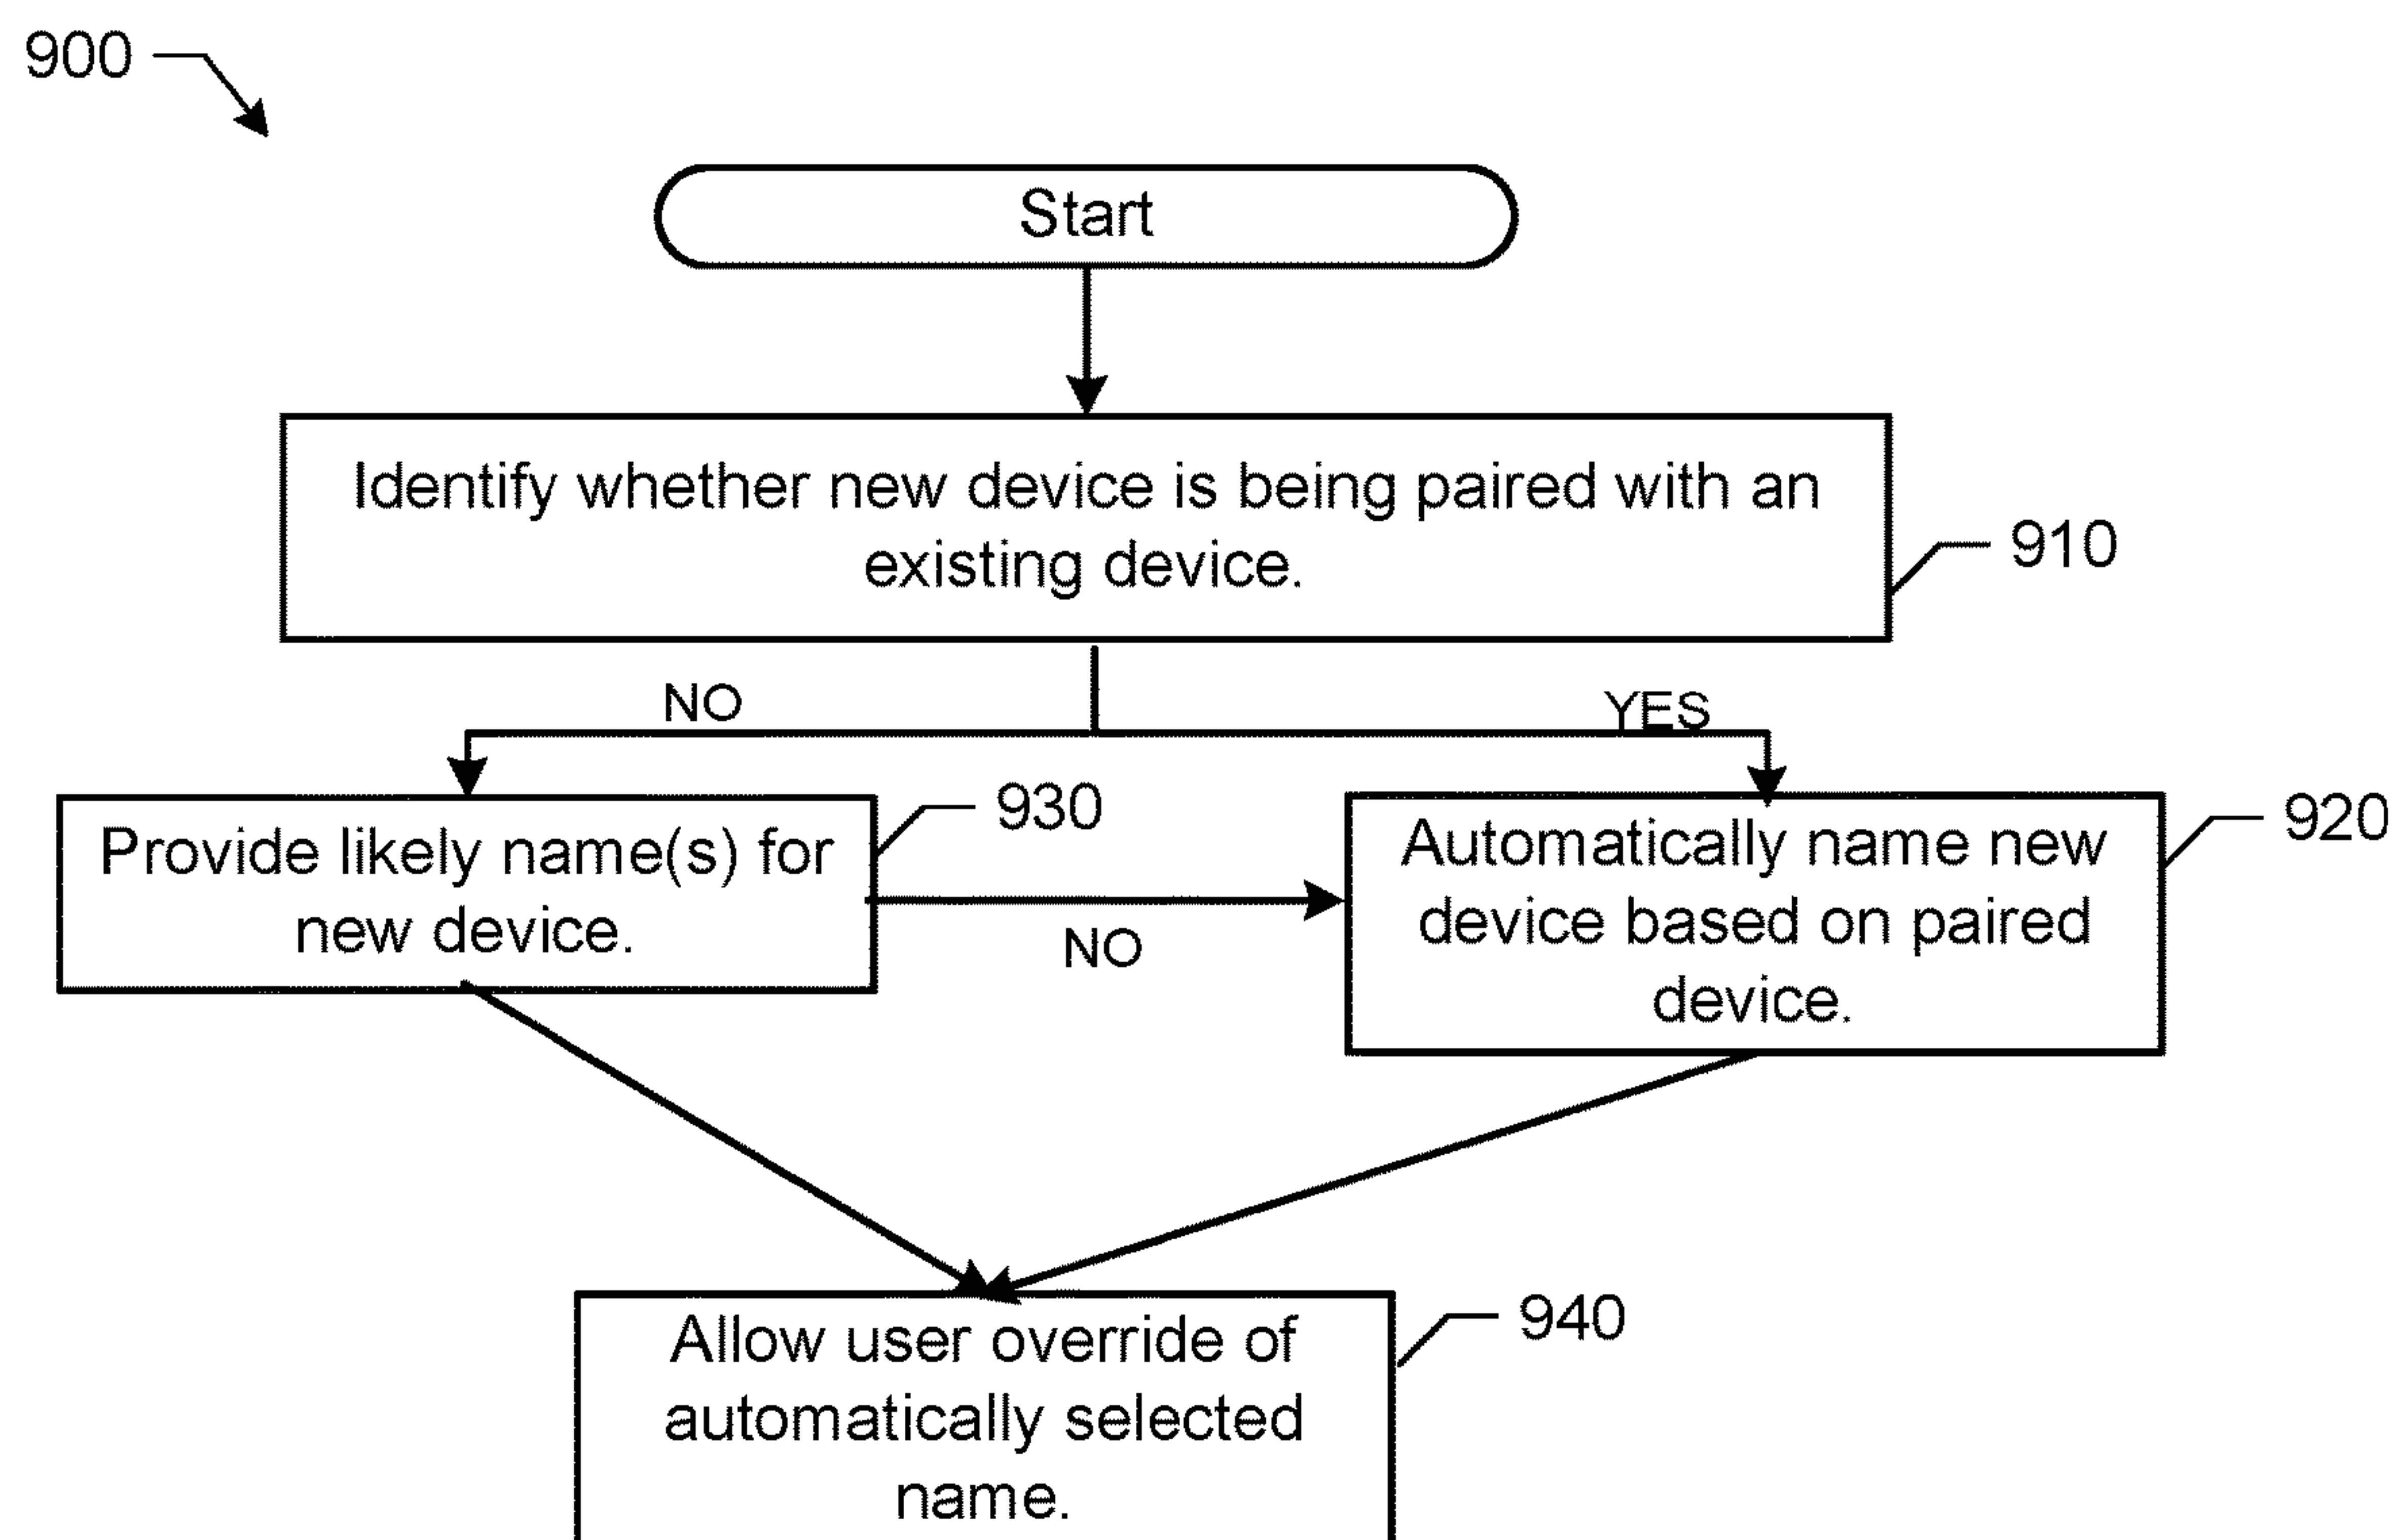 900
Start
Identify whether new device is being paired with an
existing device.
910
NO
YES
Provide likely name(s) for
new device.
930
NO
Automatically name new
device based on paired
device.
920
Allow user override of
automatically selected
name.
940